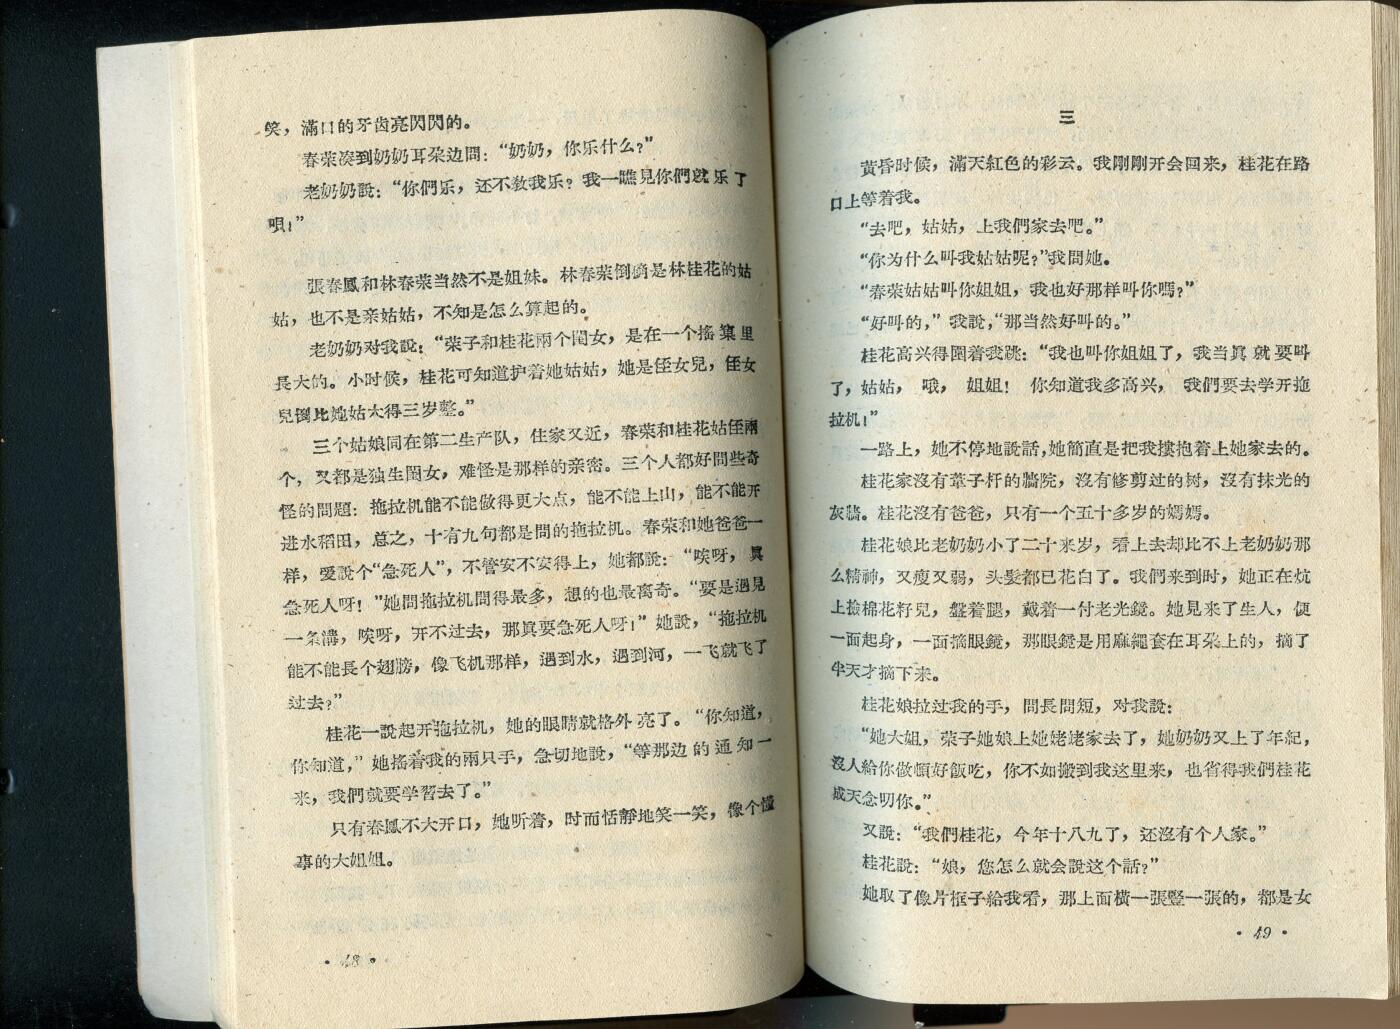 笑，滿口的牙齿亮閃閃的。
春荣湊到奶奶耳朵边問：“奶奶，你乐什么？”
老奶奶說：“你們乐，还不敎我乐？我一瞧見你們就乐了
唄！”
張春鳳和林春荣当然不是姐妹。林春荣倒确是林桂花的姑
姑，也不是亲姑姑，不知是怎么算起的。
老奶奶对我說：“荣子和桂花兩个閨女，是在一个搖窠里
長大的。小时候，桂花可知道护着她姑姑，她是侄女兒，侄女
兒倒比她姑大得三岁整。”
三个姑娘同在第二生产队，住家又近，春荣和桂花姑侄兩
个，又都是独生閨女，难怪是那样的亲密。三个人都好問些奇
怪的問題：拖拉机能不能做得更大点，能不能上山，能不能开
进水稻田，总之，十有九句都是問的拖拉机。春荣和她爸爸一
样，爱說个“急死人”，不管安不安得上，她都說：“唉呀，眞
急死人呀！”她問拖拉机問得最多，想的也最离奇。“要是遇見
一条溝，唉呀，开不过去，那眞要急死人呀！”她說，“拖拉机
能不能長个翅膀，像飞机那样，遇到水，遇到河，一飞就飞了
过去？”
桂花一說起开拖拉机，她的眼睛就格外亮了。“你知道，
你知道，”她搖着我的兩只手，急切地說，“等那边的通知一
来，我們就要学習去了。”
只有春鳳不大开口，她听着，时而恬靜地笑一笑，像个懂
事的大姐姐。
• 48 •
三
黃昏时候，滿天紅色的彩云。我剛剛开会回来，桂花在路
口上等着我。
“去吧，姑姑，上我們家去吧。”
“你为什么叫我姑姑呢？”我問她。
“春荣姑姑叫你姐姐，我也好那样叫你嗎？”
“好叫的，”我說，“那当然好叫的。”
桂花高兴得圍着我跳：“我也叫你姐姐了，我当眞就要叫
了，姑姑，哦，姐姐！你知道我多高兴，我們要去学开拖
拉机！”
一路上，她不停地說話，她簡直是把我摟抱着上她家去的。
桂花家沒有葦子杆的牆院，沒有修剪过的树，沒有抹光的
灰牆。桂花沒有爸爸，只有一个五十多岁的媽媽。
桂花娘比老奶奶小了二十来岁，看上去却比不上老奶奶那
么精神，又瘦又弱，头髮都已花白了。我們来到时，她正在炕
上撿棉花籽兒，盤着腿，戴着一付老光鏡。她見来了生人，便
一面起身，一面摘眼鏡，那眼鏡是用麻繩套在耳朵上的，摘了
半天才摘下来。
桂花娘拉过我的手，問長問短，对我說：
“她大姐，荣子她娘上她姥姥家去了，她奶奶又上了年紀，
沒人給你做頓好飯吃，你不如搬到我这里来，也省得我們桂花
成天念叨你。”
又說：“我們桂花，今年十八九了，还沒有个人家。”
桂花說：“娘，您怎么就会說这个話？”
她取了像片框子給我看，那上面橫一張豎一張的，都是女
• 49 •